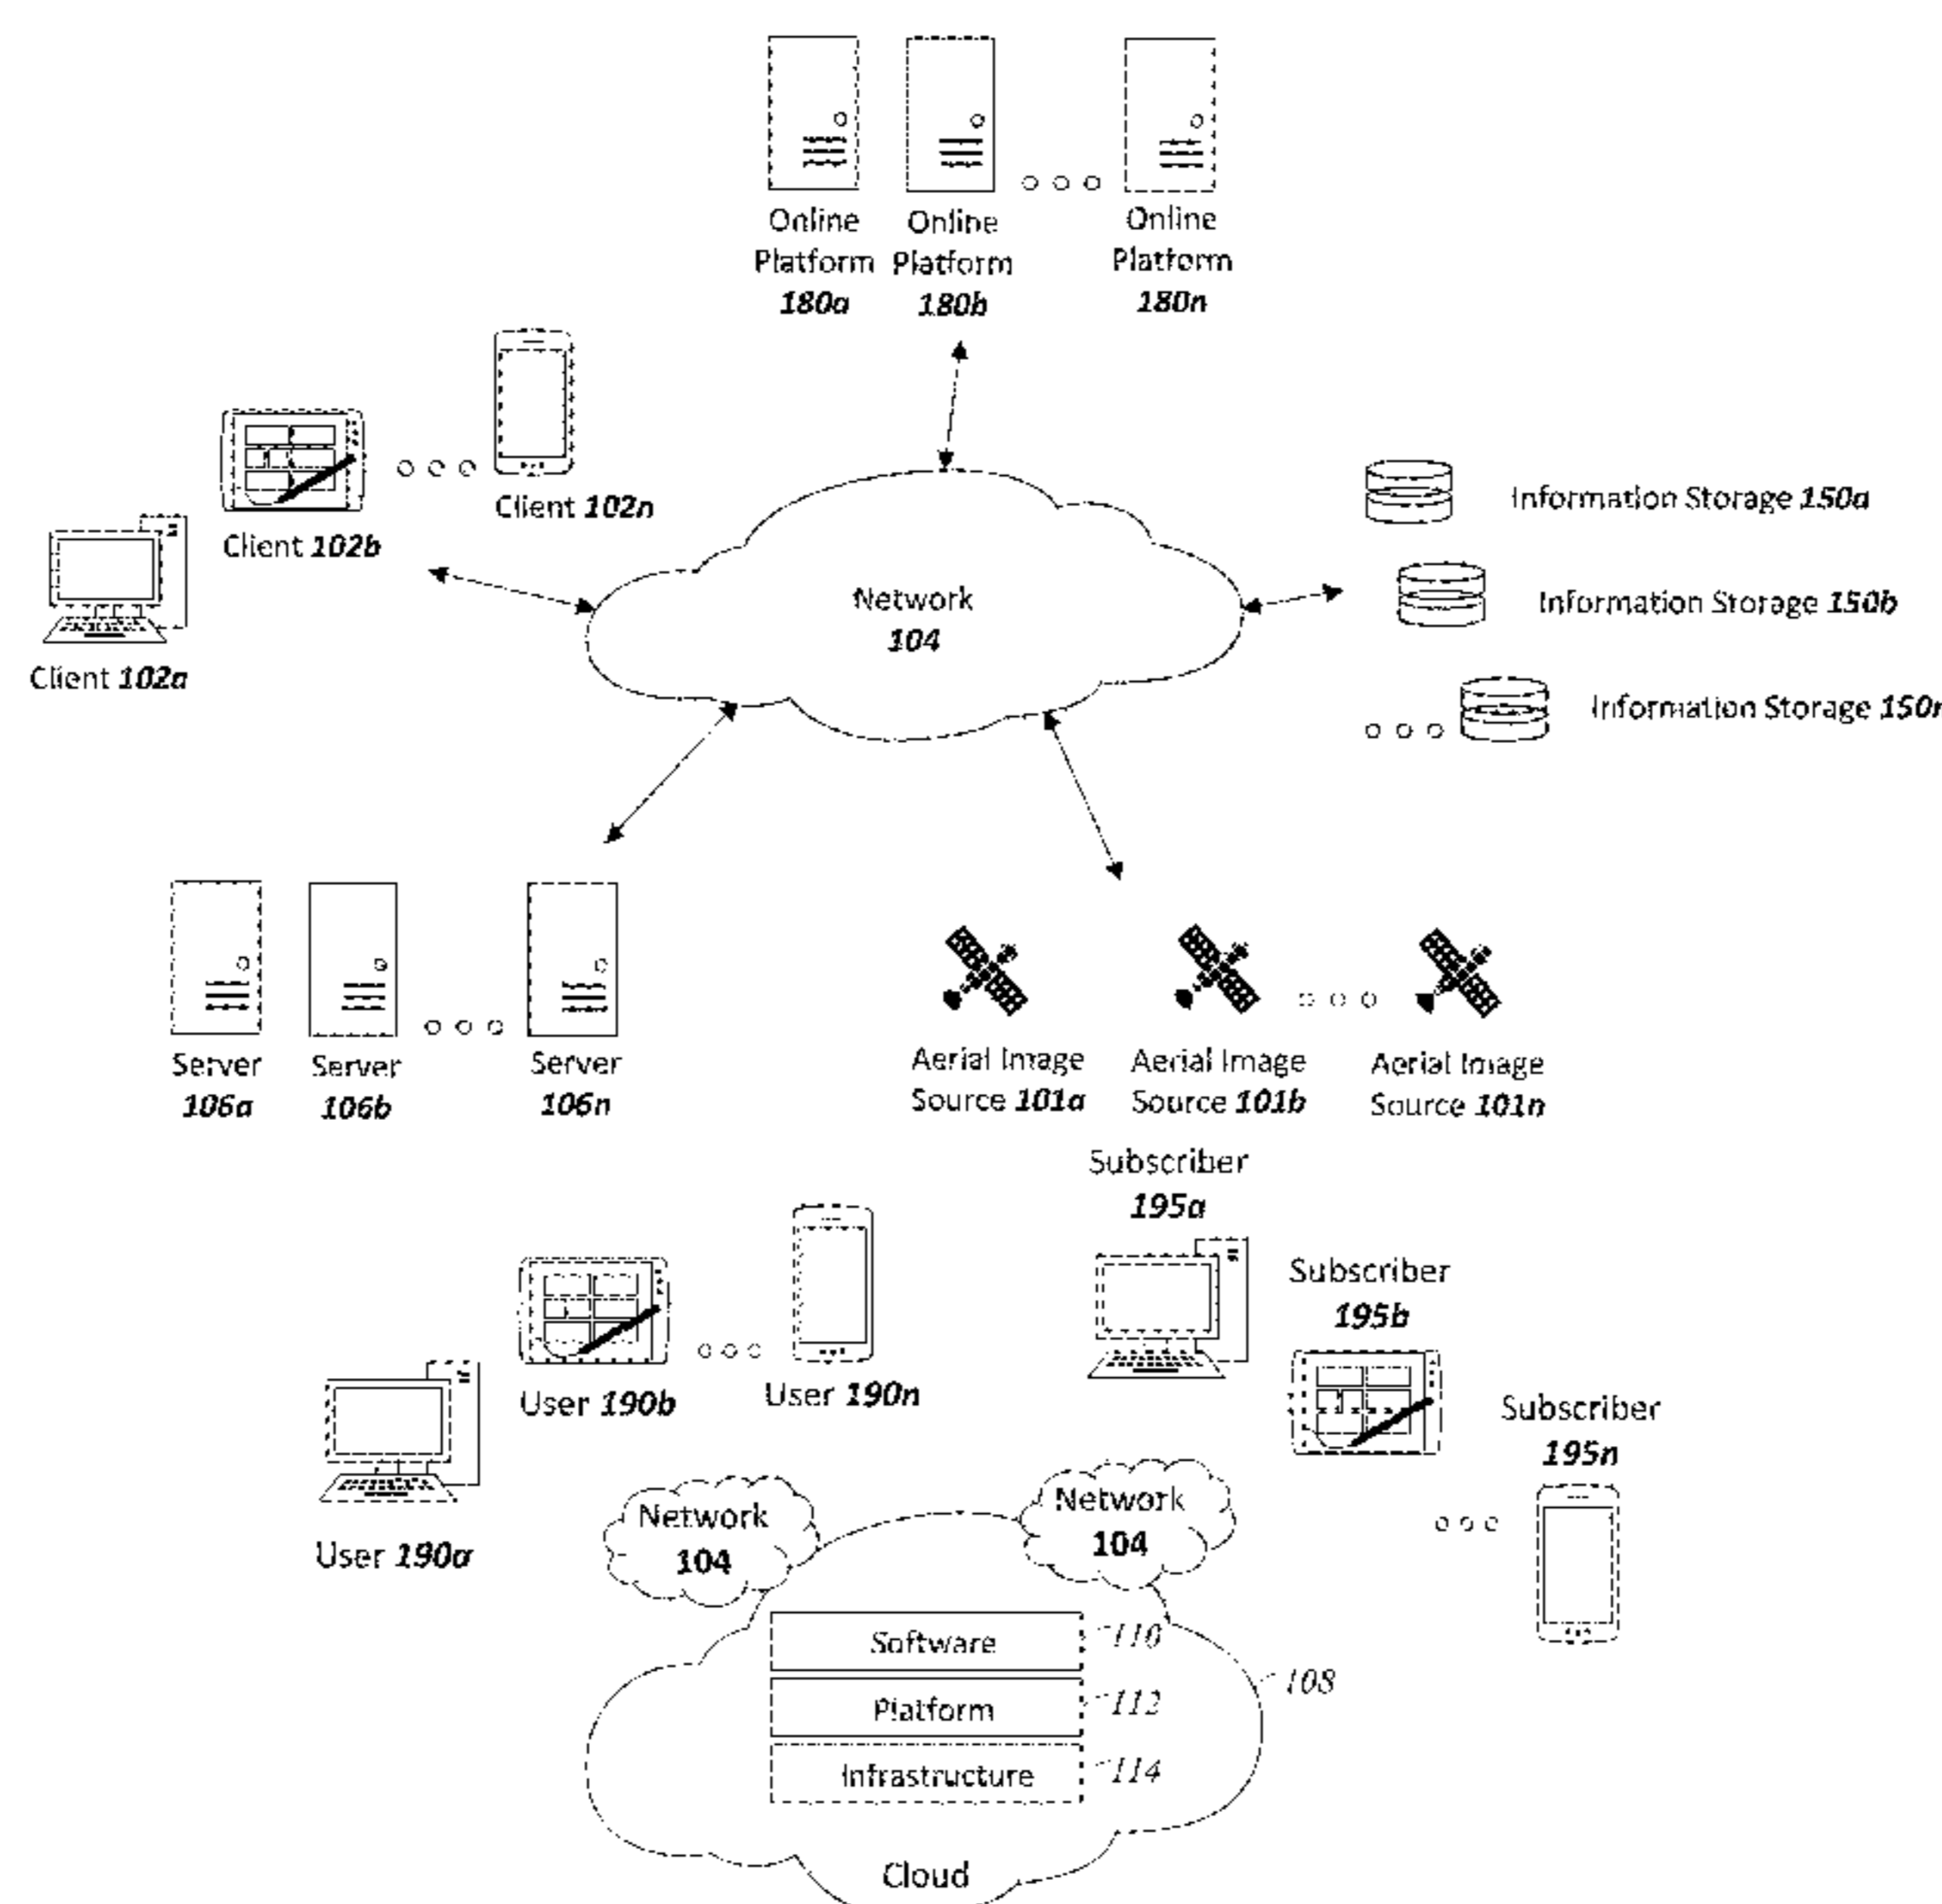 Online
Platform
180a
Online
Platform
180b
Online
Platform
180n
Client 102n
Client 102b
Client 102a
Network
104
Information Storage 150a
Information Storage 150b
Information Storage 150n
Server
106a
Server
106b
Server
106n
Aerial Image
Source 101a
Aerial Image
Source 101b
Aerial Image
Source 101n
Subscriber
195a
Subscriber
195b
Subscriber
195n
User 190n
User 190b
User 190a
Network
104
Network
104
Software
110
Platform
112
Infrastructure
114
108
Cloud